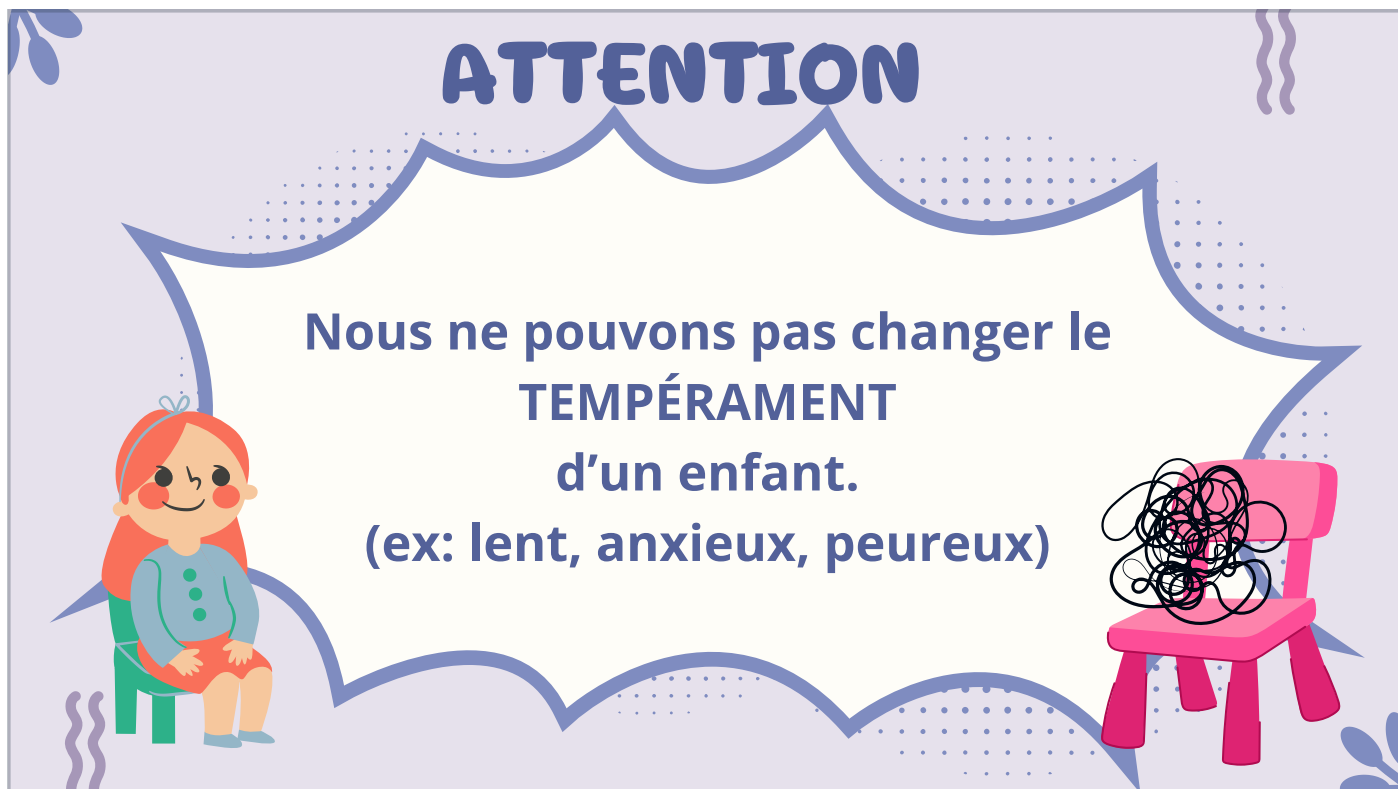 ATTENTION
Nous ne pouvons pas changer le
TEMPÉRAMENT
d’un enfant.
(ex: lent, anxieux, peureux)